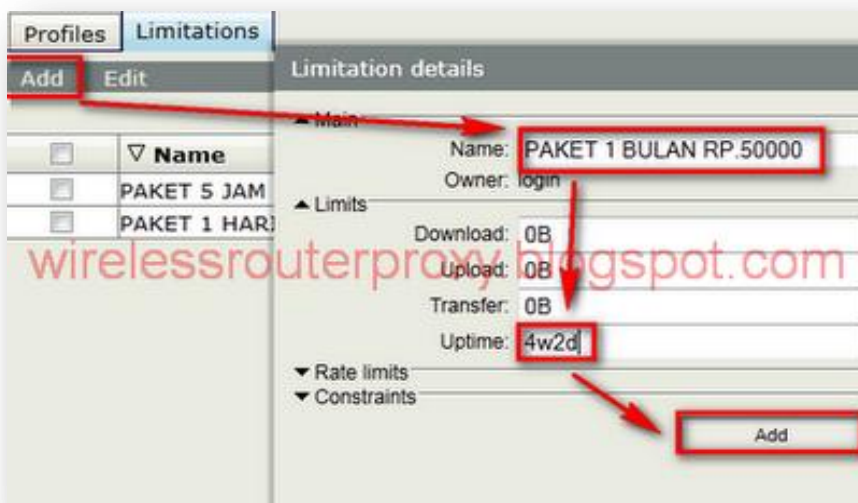 Profiles Limitations
Add Edit
Limitation details
Main
Name: PAKET 1 BULAN RP.50000
Owner: login
Limits
Download: 0B
Upload: 0B
Transfer: 0B
Uptime: 4w2d
Rate limits
Constraints
Add
Name
PAKET 5 JAM
PAKET 1 HARI
wirelessrouterproxy.blogspot.com